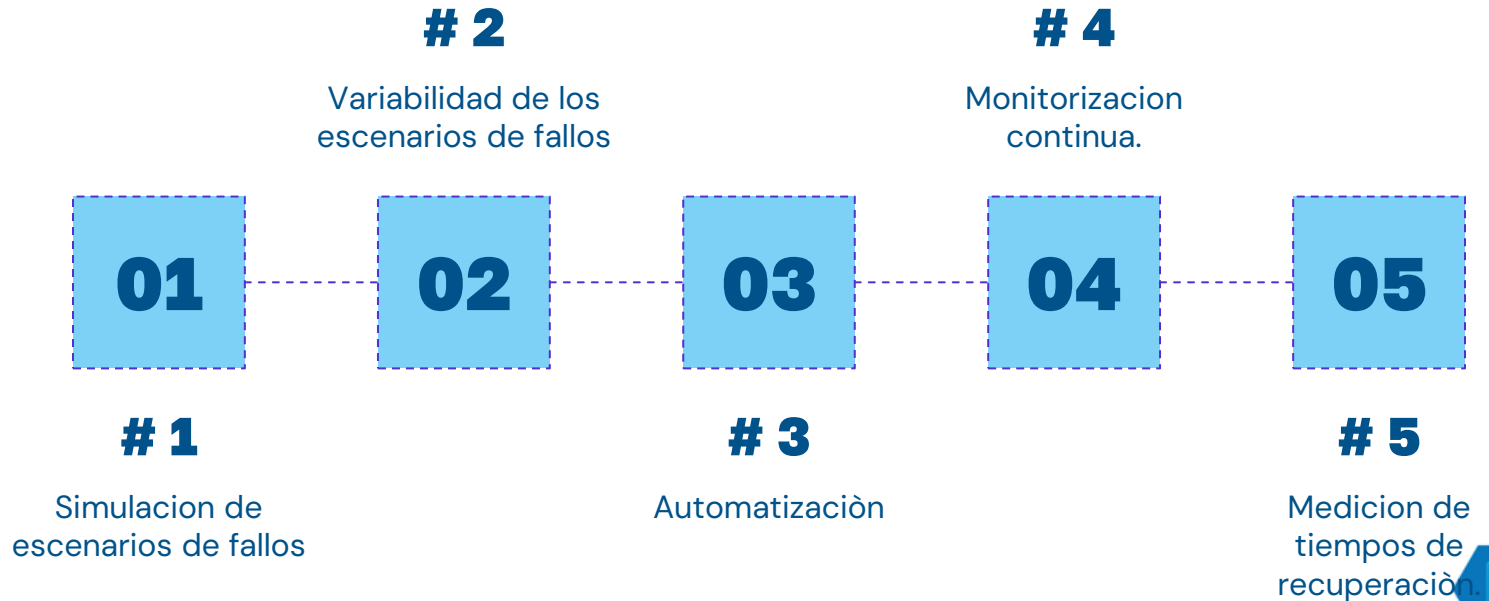 # 2
Variabilidad de los
escenarios de fallos
# 4
Monitorizacion
continua.
01
02
03
04
05
# 1
Simulacion de
escenarios de fallos
# 3
Automatizaciòn
# 5
Medicion de
tiempos de
recuperaciòn.